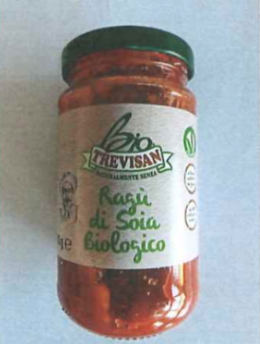 Bio
TREVISAN
NATURALMENTE SENZA
Ragù
di Soia
Biologico